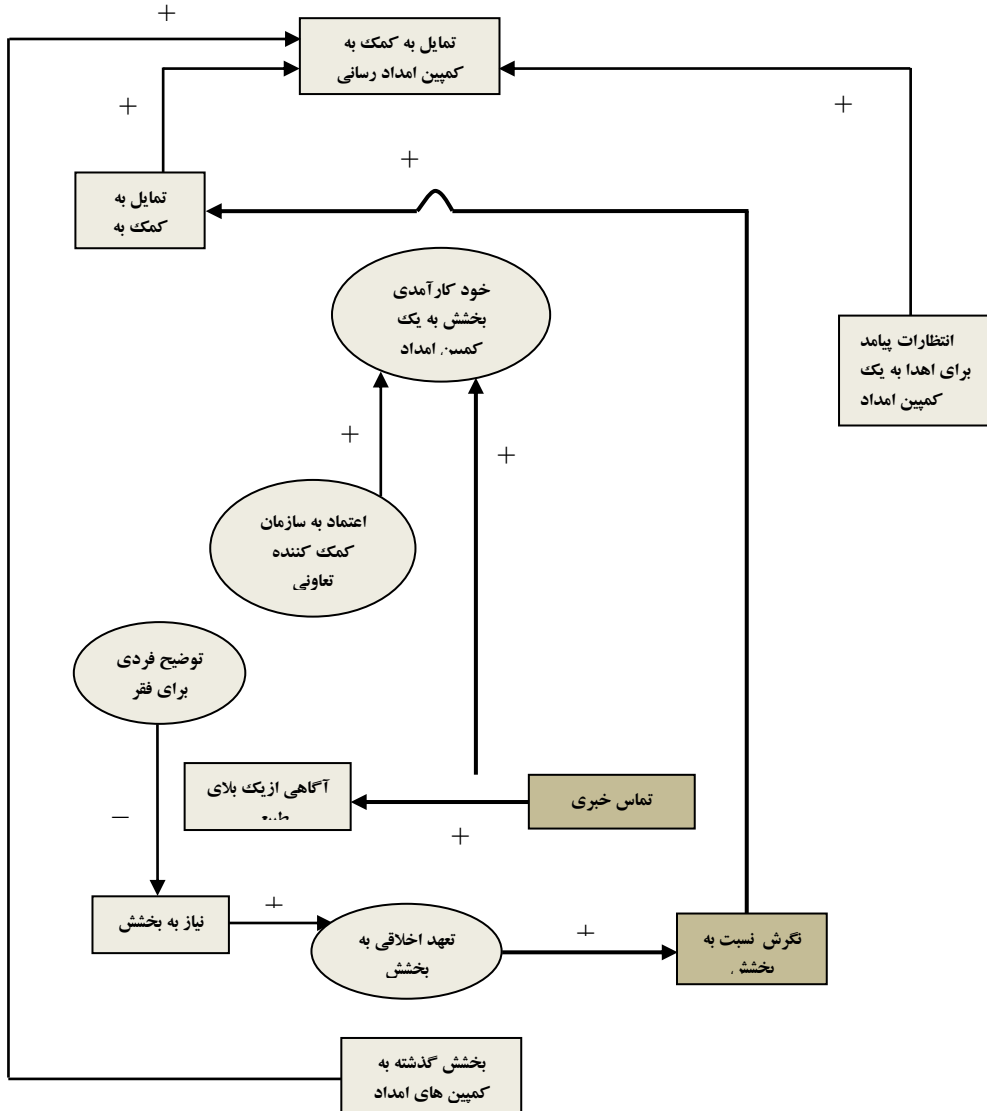 +
تمایل به کمک به
کمپین امداد رسانی
+
+
+
تمایل به
کمک به
خود کارآمدی
بخشش به یک
کمپین امداد
انتظارات پیامد
برای اهدا به یک
کمپین امداد
+
+
اعتماد به سازمان
کمک کننده
تعاونی
توضیح فردی
برای فقر
آگاهی ازیک بلای
تماس خبری
–
+
نیاز به بخشش
+
تعهد اخلاقی به
بخشش
+
نگرش نسبت به
بخشش
بخشش گذشته به
کمپین های امداد